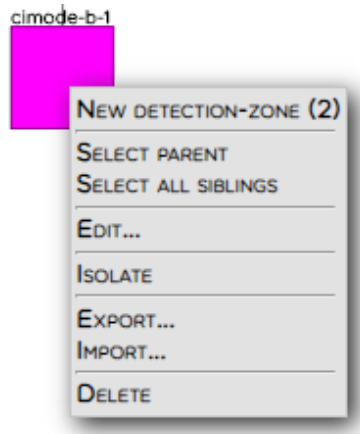 cimode-b-1
New detection-zone (2)
Select parent
Select all siblings
Edit...
Isolate
Export...
Import...
Delete